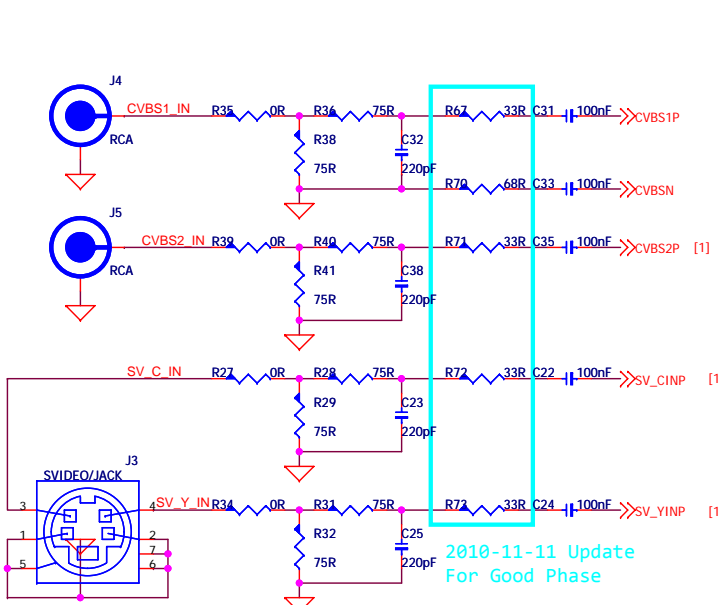 J4
CVBS1_IN R35 0R R36 75R R67 33R C31 100nF CVBS1P
RCA R38 C32
75R 220pF
R70 68R C33 100nF CVBSN
J5
CVBS2_IN R39 0R R40 75R R71 33R C35 100nF CVBS2P [1]
RCA R41 C38
75R 220pF
SV_C_IN R27 0R R28 75R R72 33R C22 100nF SV_CINP [1
R29 C23
75R 220pF
J3
SVIDEO/JACK
3 4 SV_Y_IN R34 0R R31 75R R73 33R C24 100nF SV_YINP [1
1 2 R32 C25
7
5 6 75R 220pF
2010-11-11 Update
For Good Phase